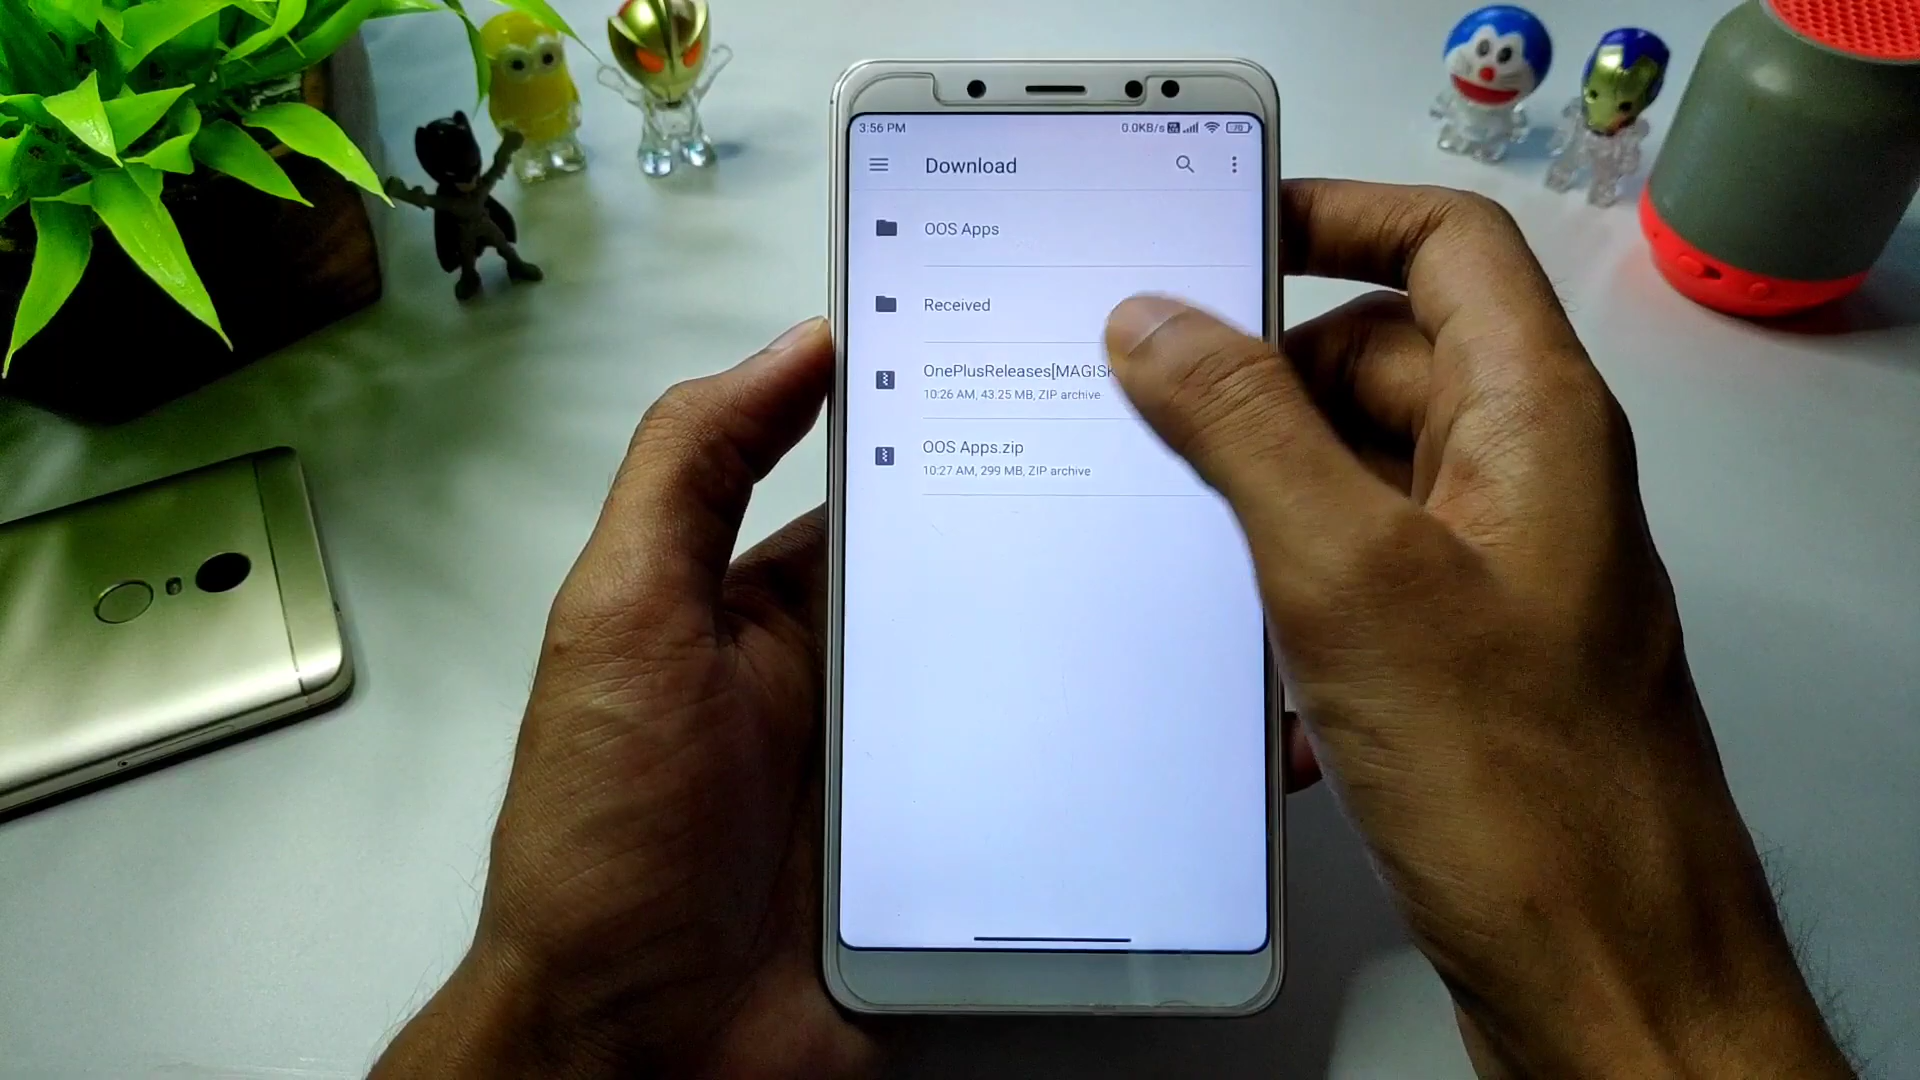 3:56 PM
0.0KB/s
70
Download
OOS Apps
Received
OnePlusReleases[MAGISK
10:26 AM, 43.25 MB, ZIP archive
OOS Apps.zip
10:27 AM, 299 MB, ZIP archive